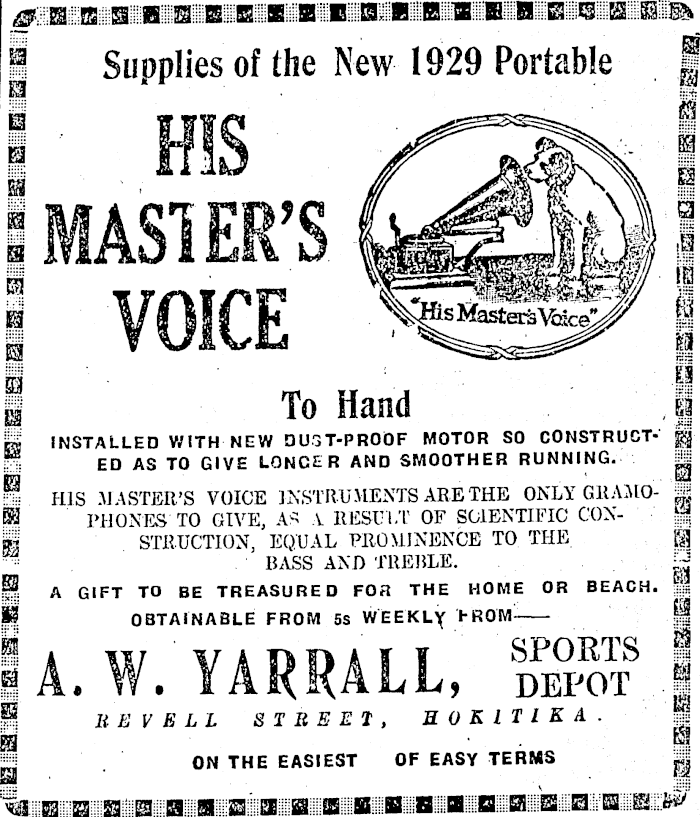 Supplies of the New 1929 Portable
HIS
MASTER'S
VOICE
"His Master's Voice"
To Hand
INSTALLED WITH NEW DUST-PROOF MOTOR SO CONSTRUCT-
ED AS TO GIVE LONGER AND SMOOTHER RUNNING.
HIS MASTER'S VOICE INSTRUMENTS ARE THE ONLY GRAMO-
PHONES TO GIVE, AS A RESULT OF SCIENTIFIC CON-
STRUCTION, EQUAL PROMINENCE TO THE
BASS AND TREBLE.
A GIFT TO BE TREASURED FOR THE HOME OR BEACH.
OBTAINABLE FROM 5s WEEKLY FROM——
A. W. YARRALL, SPORTS DEPOT
REVELL STREET, HOKITIKA.
ON THE EASIEST OF EASY TERMS